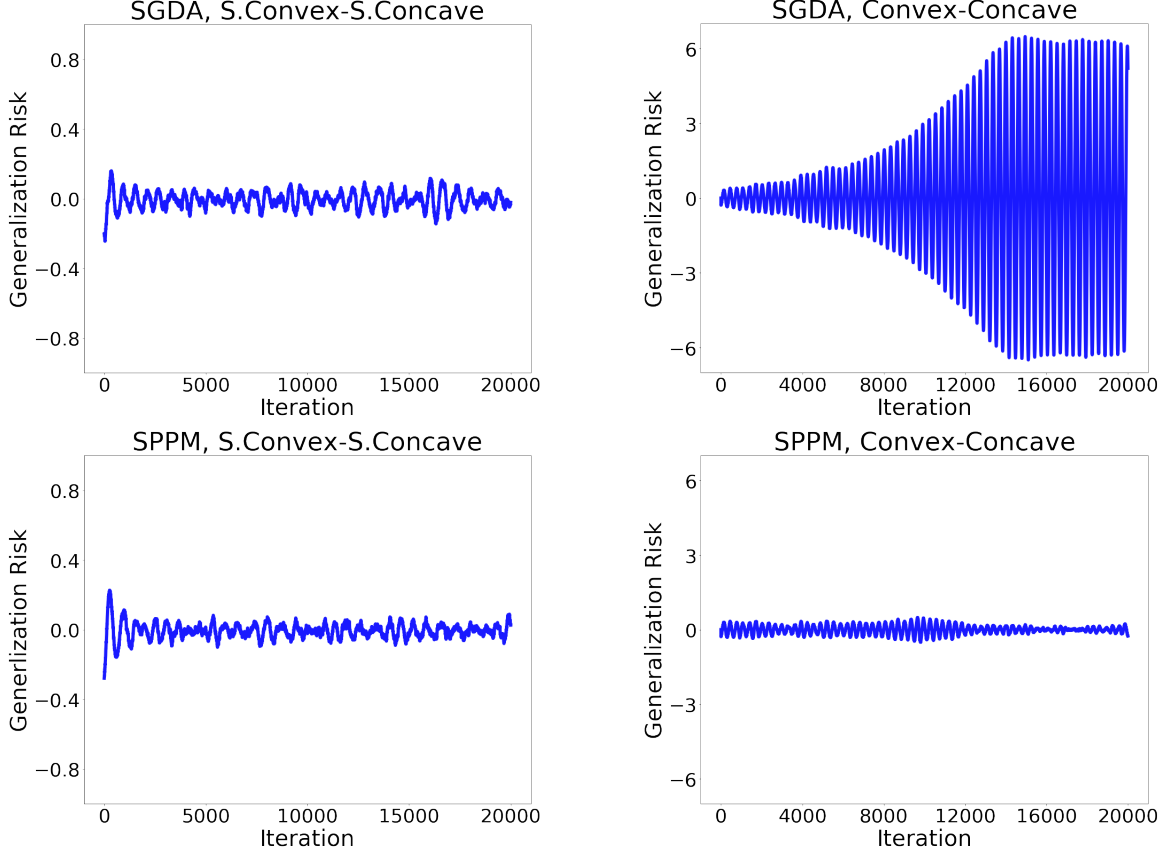 SGDA, S.Convex-S.Concave
Generalization Risk
0.8
0.4
0.0
−0.4
−0.8
0 5000 10000 15000 20000
Iteration
SGDA, Convex-Concave
Generalization Risk
6
3
0
−3
−6
0 4000 8000 12000 16000 20000
Iteration
SPPM, S.Convex-S.Concave
Generlization Risk
0.8
0.4
0.0
−0.4
−0.8
0 5000 10000 15000 20000
Iteration
SPPM, Convex-Concave
Generalization Risk
6
3
0
−3
−6
0 4000 8000 12000 16000 20000
Iteration